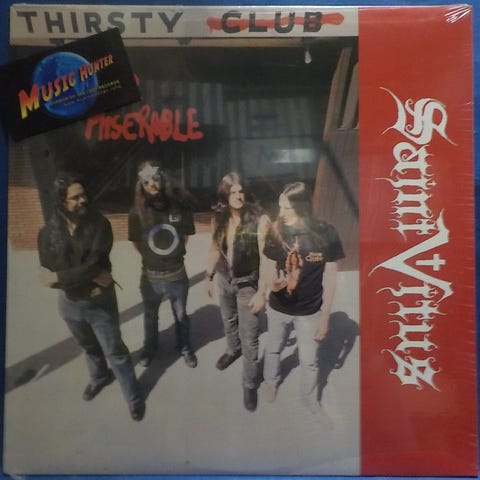 THIRSTY CLUB
MUSIC HUNTER
MISERABLE
Saint Vitus